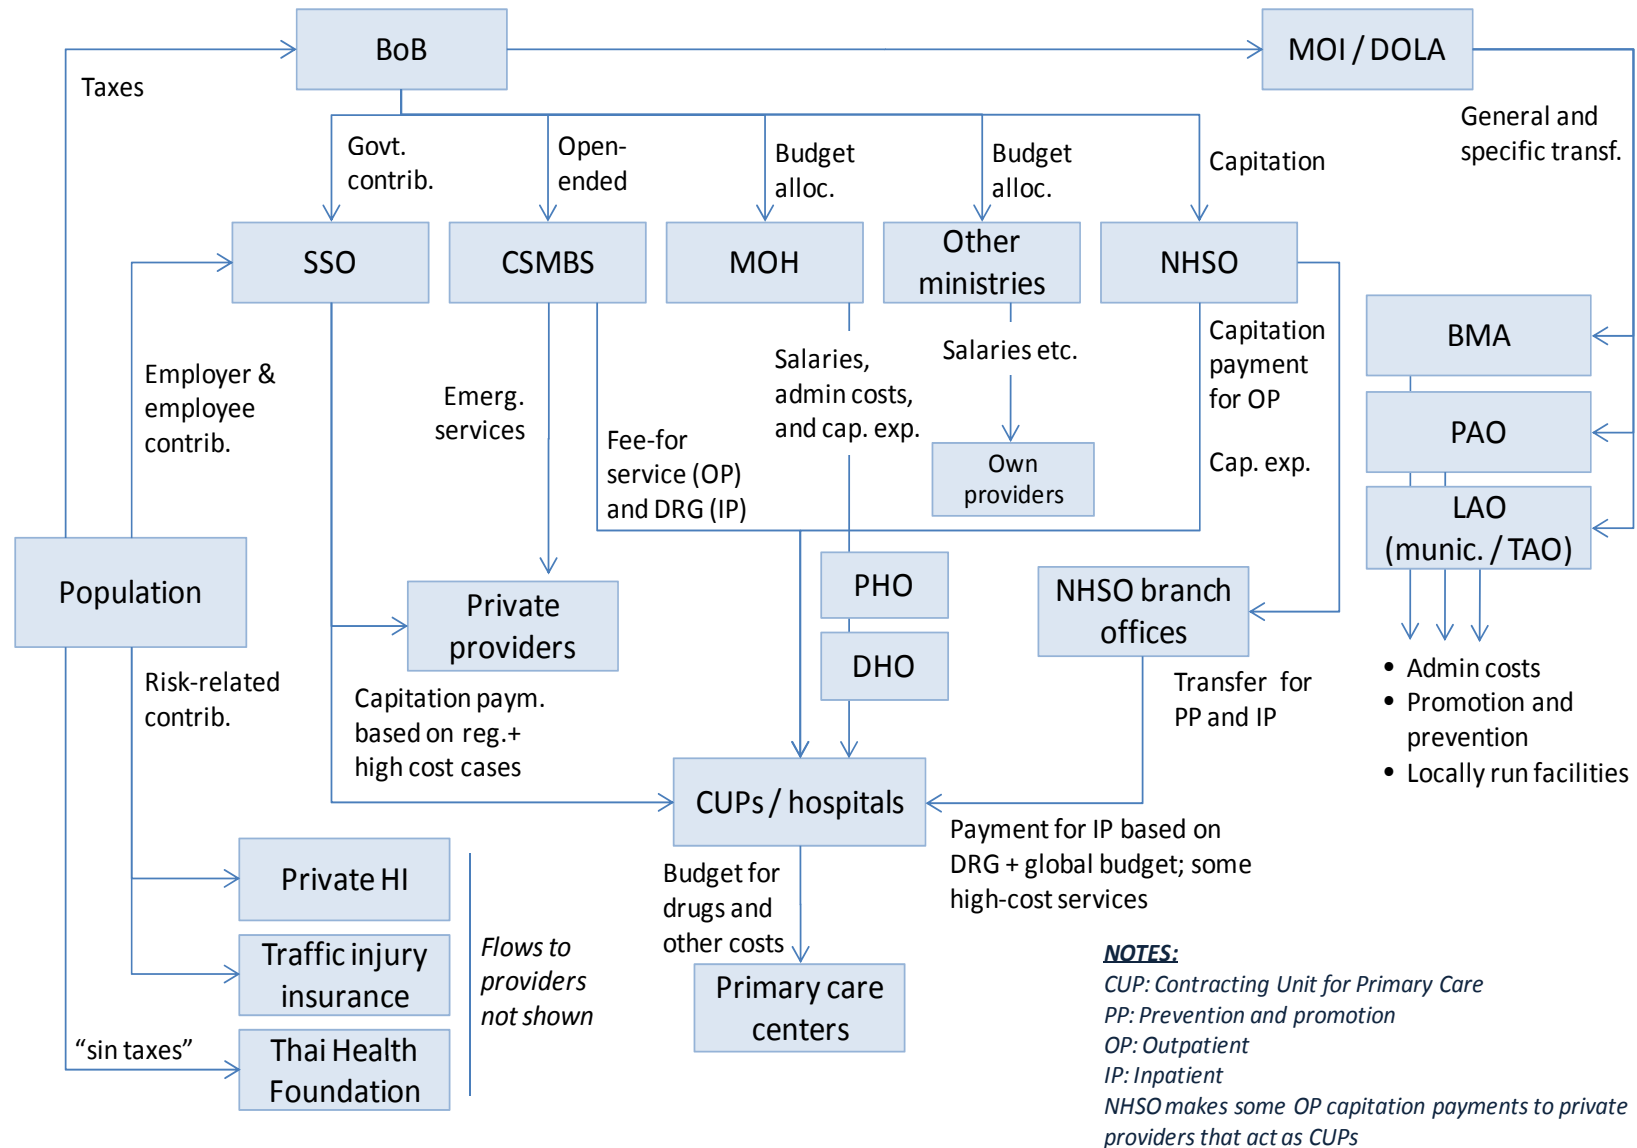 BoB
MOI / DOLA
Taxes
General and
specific transf.
Govt.
contrib.
Open-
ended
Budget
alloc.
Budget
alloc.
Capitation
SSO
CSMBS
MOH
Other
ministries
NHSO
BMA
PAO
LAO
(munic. / TAO)
Employer &
employee
contrib.
Emerg.
services
Fee-for
service (OP)
and DRG (IP)
Salaries,
admin costs,
and cap. exp.
Salaries etc.
Own
providers
Capitation
payment
for OP
Cap. exp.
Population
Private
providers
PHO
DHO
NHSO branch
offices
Transfer for
PP and IP
• Admin costs
• Promotion and
prevention
• Locally run facilities
Risk-related
contrib.
Capitation paym.
based on reg.+
high cost cases
CUPs / hospitals
Payment for IP based on
DRG + global budget; some
high-cost services
Budget for
drugs and
other costs
Primary care
centers
Private HI
Traffic injury
insurance
"sin taxes"
Thai Health
Foundation
Flows to
providers
not shown
NOTES:
CUP: Contracting Unit for Primary Care
PP: Prevention and promotion
OP: Outpatient
IP: Inpatient
NHSO makes some OP capitation payments to private
providers that act as CUPs